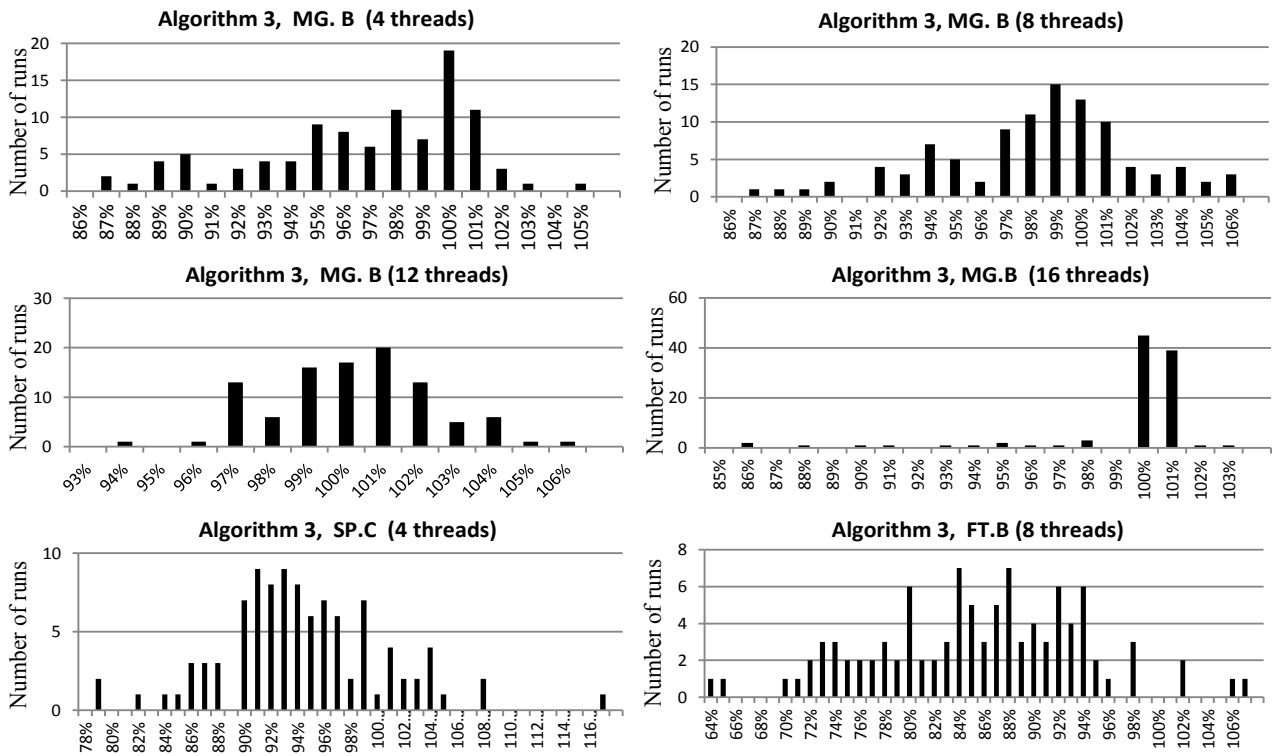 Algorithm 3, MG. B (4 threads)
Number of runs
20
15
10
5
0
86% 87% 88% 89% 90% 91% 92% 93% 94% 95% 96% 97% 98% 99% 100% 101% 102% 103% 104% 105%
Algorithm 3, MG. B (8 threads)
Number of runs
20
15
10
5
0
86% 87% 88% 89% 90% 91% 92% 93% 94% 95% 96% 97% 98% 99% 100% 101% 102% 103% 104% 105% 106%
Algorithm 3, MG. B (12 threads)
Number of runs
30
20
10
0
93% 94% 95% 96% 97% 98% 99% 100% 101% 102% 103% 104% 105% 106%
Algorithm 3, MG.B (16 threads)
Number of runs
60
40
20
0
85% 86% 87% 88% 89% 90% 91% 92% 93% 94% 95% 96% 97% 98% 99% 100% 101% 102% 103%
Algorithm 3, SP.C (4 threads)
Number of runs
10
5
0
78% 80% 82% 84% 86% 88% 90% 92% 94% 96% 98% 100... 102... 104... 106... 108... 110... 112... 114... 116...
Algorithm 3, FT.B (8 threads)
Number of runs
8
6
4
2
0
64% 66% 68% 70% 72% 74% 76% 78% 80% 82% 84% 86% 88% 90% 92% 94% 96% 98% 100% 102% 104% 106%